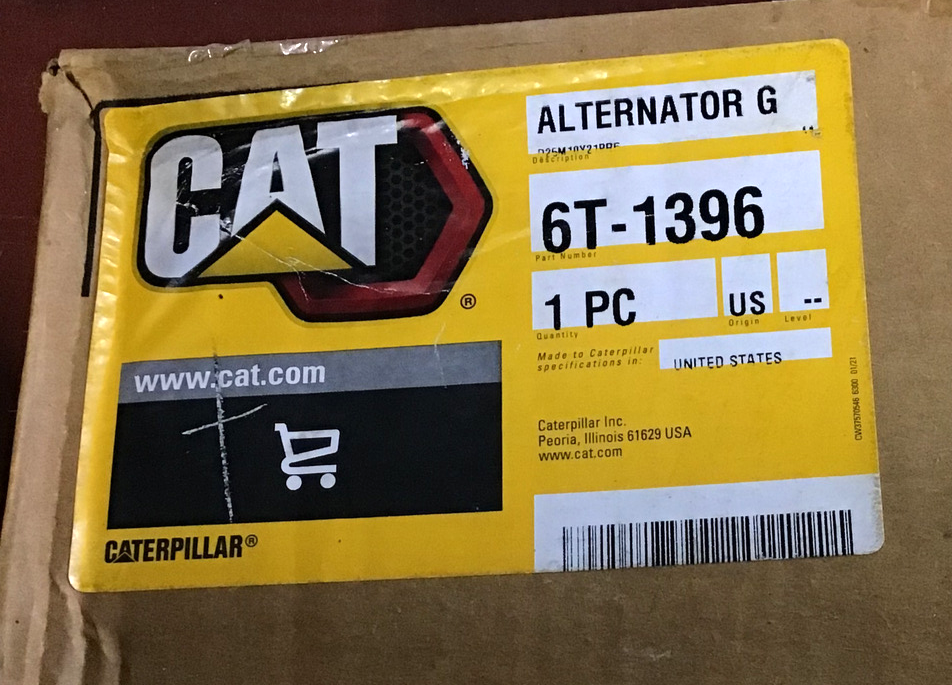 CAT
®
www.cat.com
CATERPILLAR®
ALTERNATOR G
Description
6T-1396
Part Number
1 PC
Quantity
US
Origin
--
Level
Made to Caterpillar
specifications in:
UNITED STATES
Caterpillar Inc.
Peoria, Illinois 61629 USA
www.cat.com